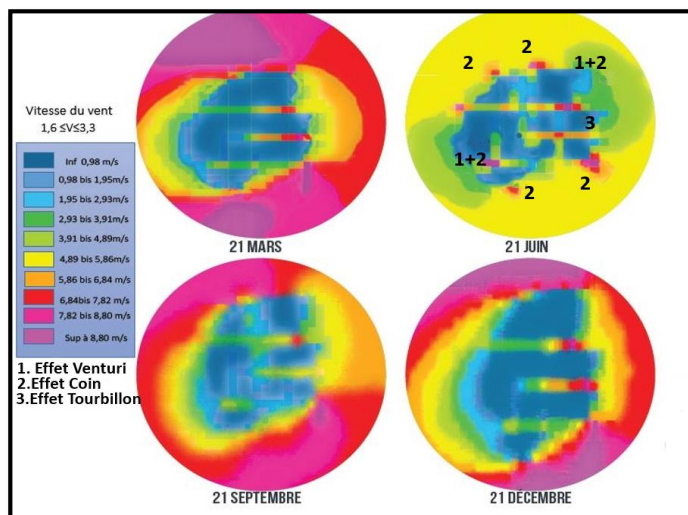 Vitesse du vent
1,6 ≤V≤3,3
Inf 0,98 m/s
0,98 bis 1,95m/s
1,95 bis 2,93m/s
2,93 bis 3,91m/s
3,91 bis 4,89m/s
4,89 bis 5,86m/s
5,86 bis 6,84 m/s
6,84bis 7,82 m/s
7,82 bis 8,80 m/s
Sup à 8,80 m/s
1. Effet Venturi
2.Effet Coin
3.Effet Tourbillon
21 MARS
2
2
1+2
3
1+2
2
2
21 JUIN
21 SEPTEMBRE
21 DÉCEMBRE